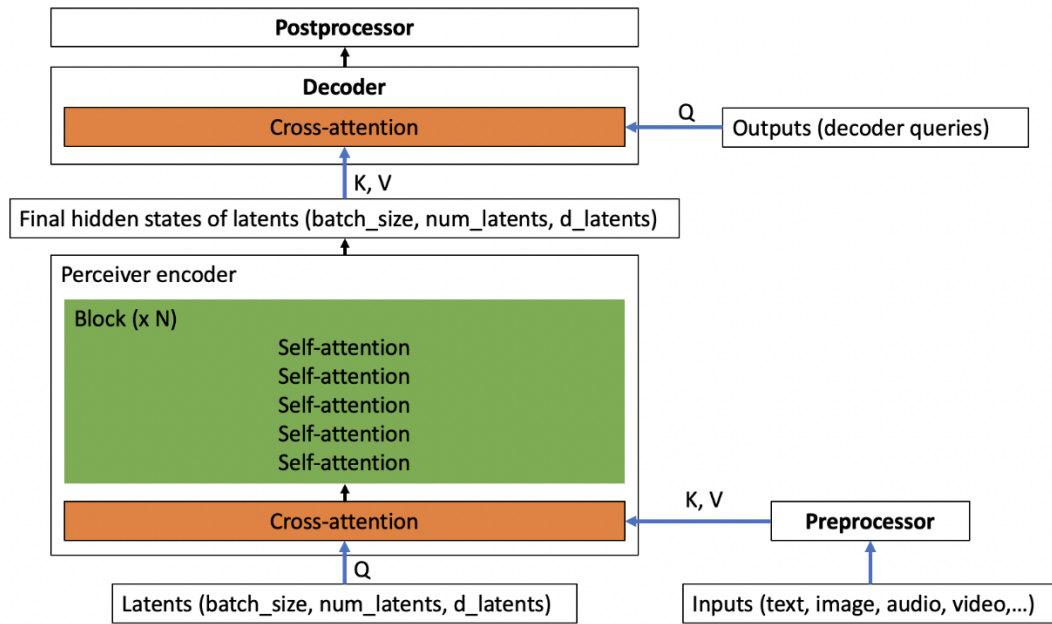 Postprocessor
Decoder
Cross-attention
Q
Outputs (decoder queries)
K, V
Final hidden states of latents (batch_size, num_latents, d_latents)
Perceiver encoder
Block (x N)
Self-attention
Self-attention
Self-attention
Self-attention
Self-attention
K, V
Cross-attention
Preprocessor
Q
Latents (batch_size, num_latents, d_latents)
Inputs (text, image, audio, video,...)